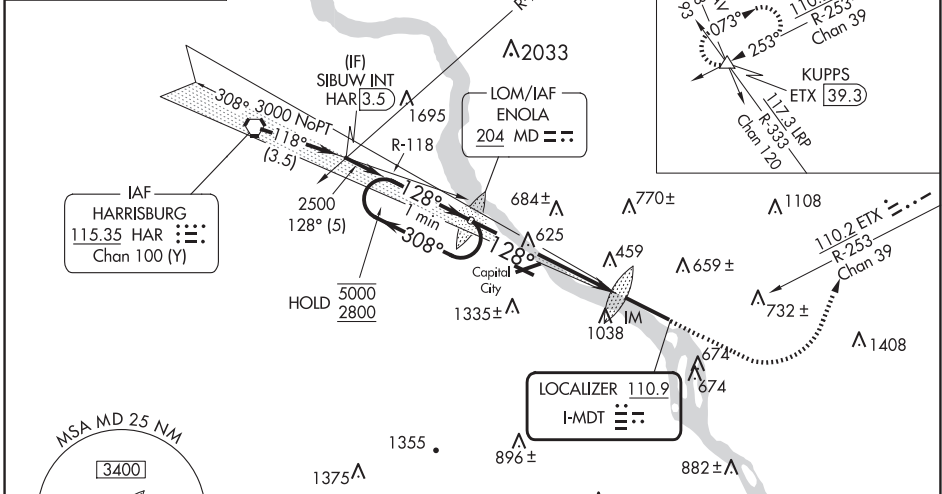 R-
2033
(IF)
SIBUW INT
HAR 3.5
1695
308° 3000 NoPT
118°
(3.5)
R-118
LOM/IAF
ENOLA
204 MD
IAF
HARRISBURG
115.35 HAR
Chan 100 (Y)
2500
128° (5)
128°
1 min
308°
HOLD 5000
2800
128°
Capital
City
684±
625
770±
1108
459
659±
1335±
1038
IM
732±
1408
674
674
110.2 ETX
R-253
Chan 39
LOCALIZER 110.9
I-MDT
93
073°
253°
110.
R-253
Chan 39
KUPPS
ETX 39.3
117.3 LRP
R-333
Chan 120
MSA MD 25 NM
3400
1355
1375
896±
882±